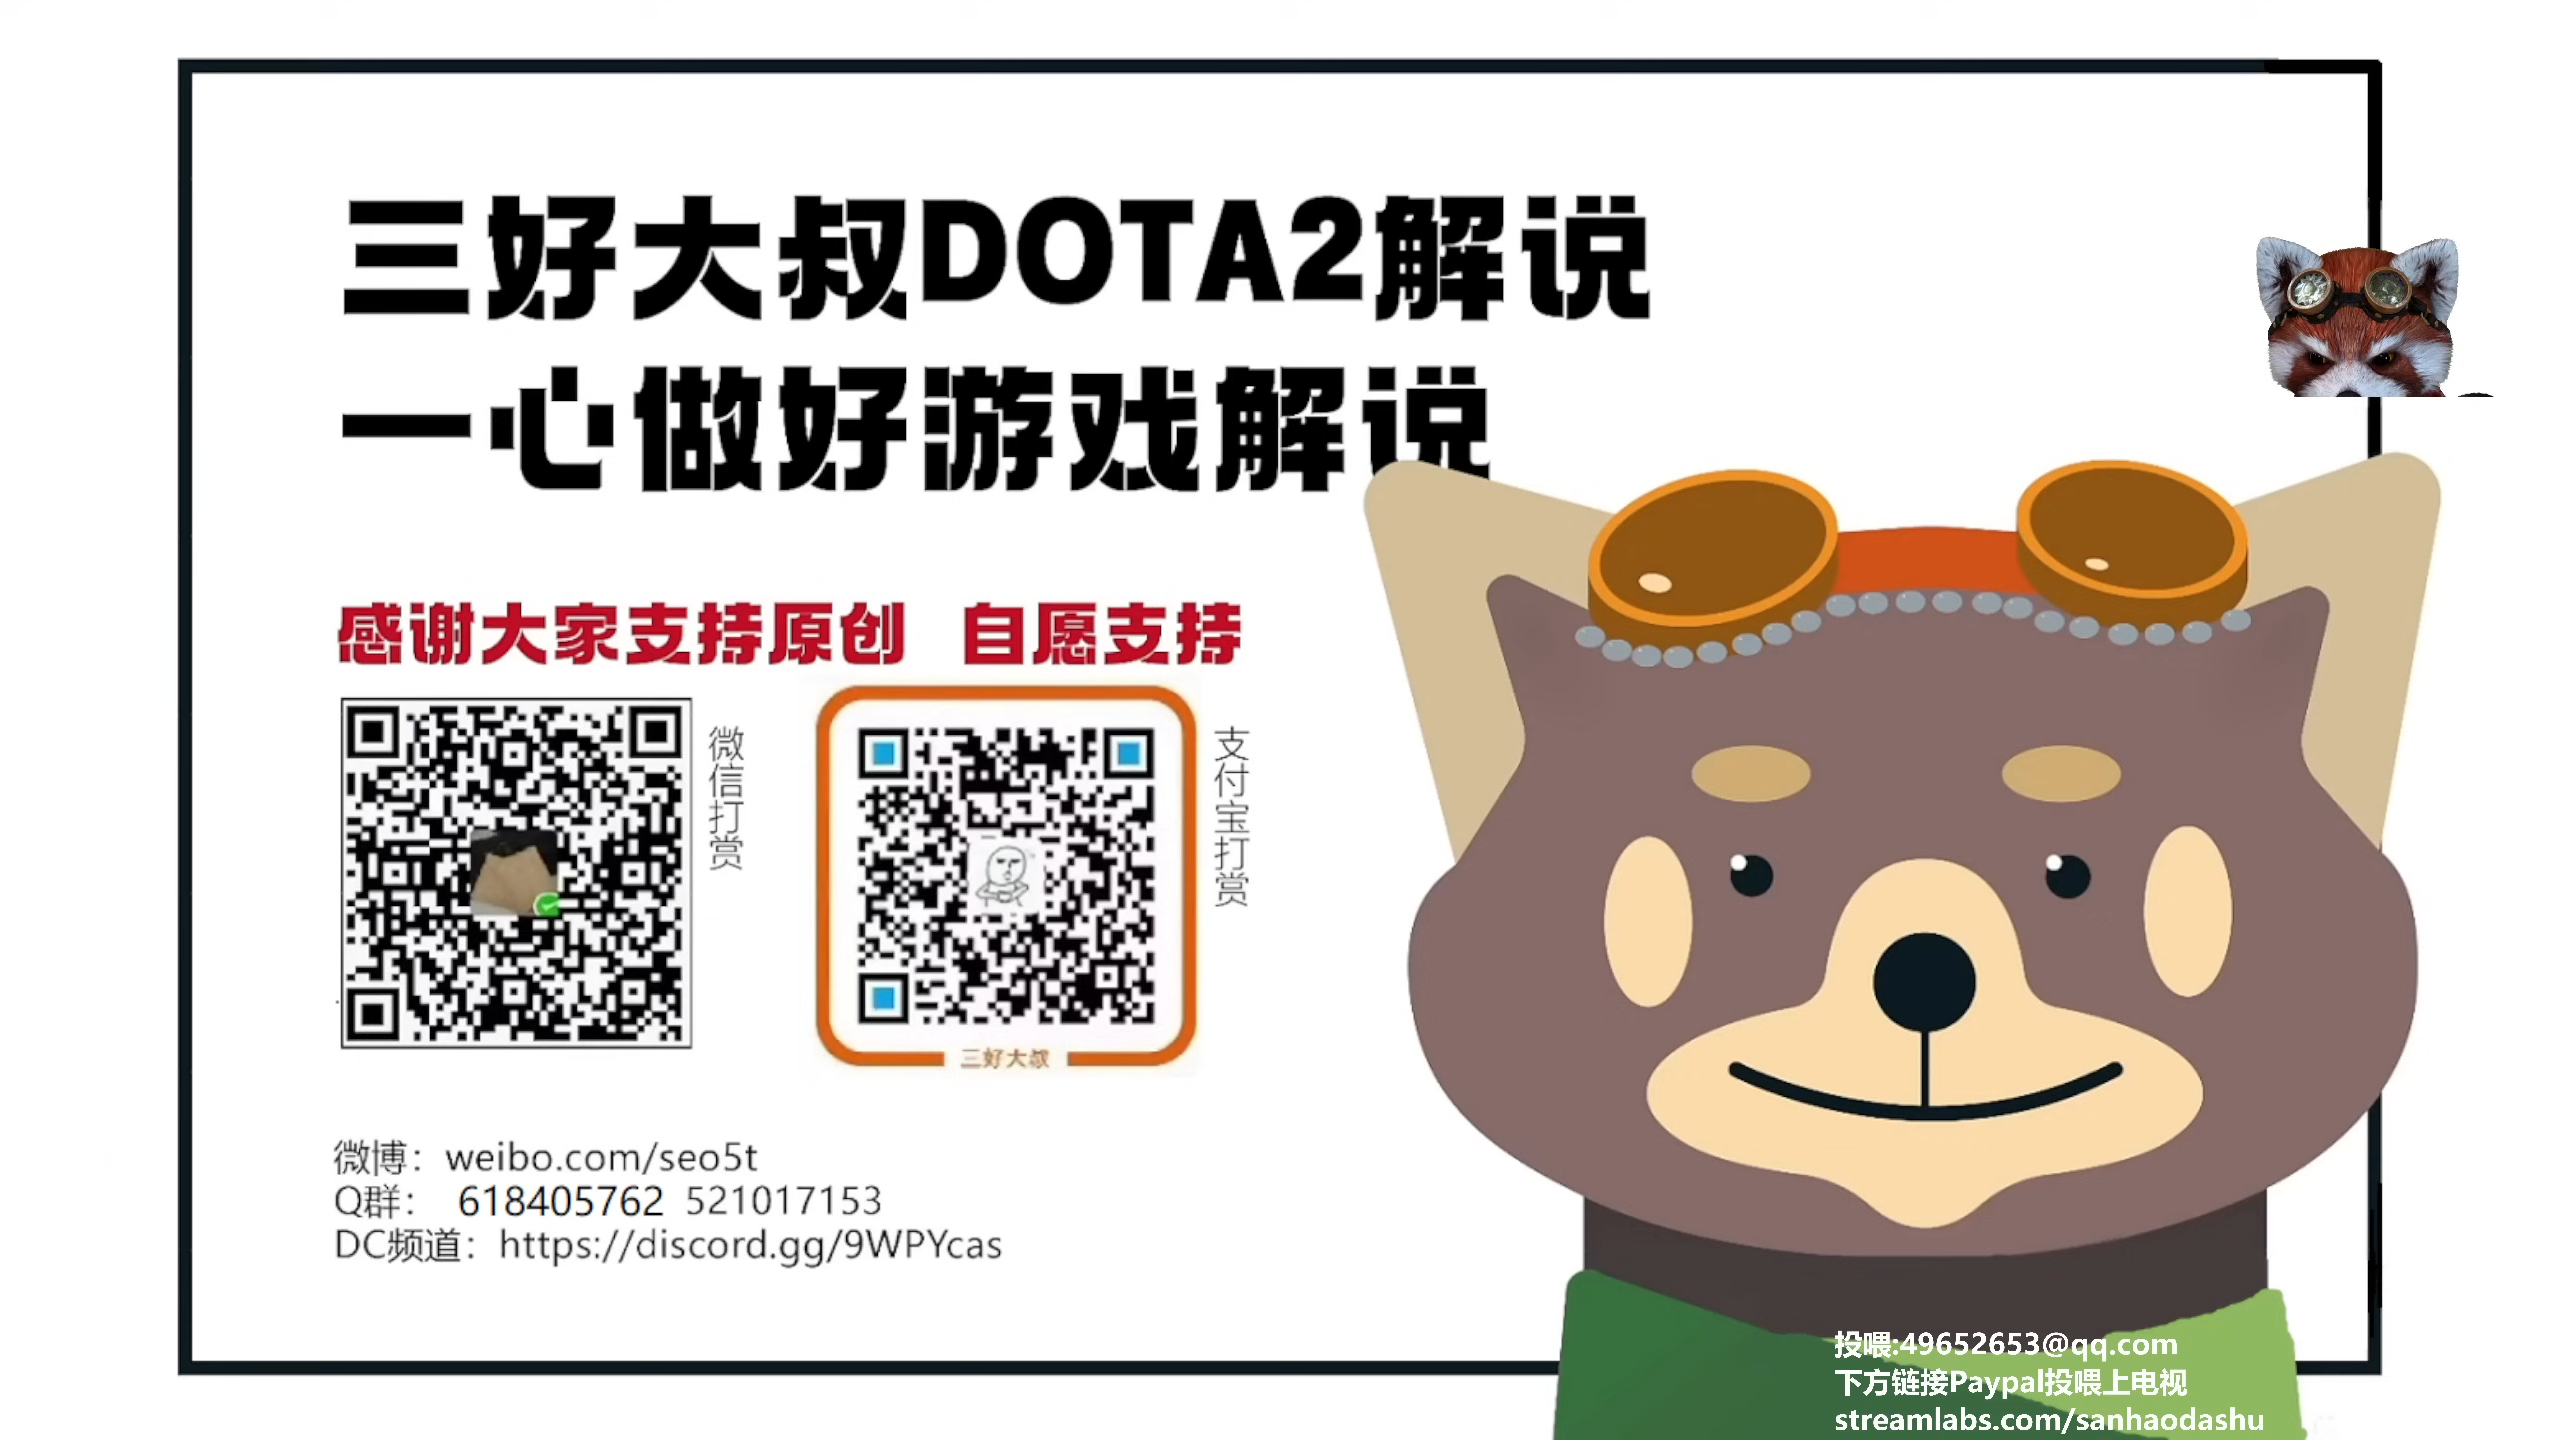 三好大叔DOTA2解说
一心做好游戏解说
感谢大家支持原创 自愿支持
微信打赏
支付宝打赏
三好大叔
微博：weibo.com/seo5t
Q群： 618405762 521017153
DC频道：https://discord.gg/9WPYcas
投喂:49652653@qq.com
下方链接Paypal投喂上电视
streamlabs.com/sanhaodashu